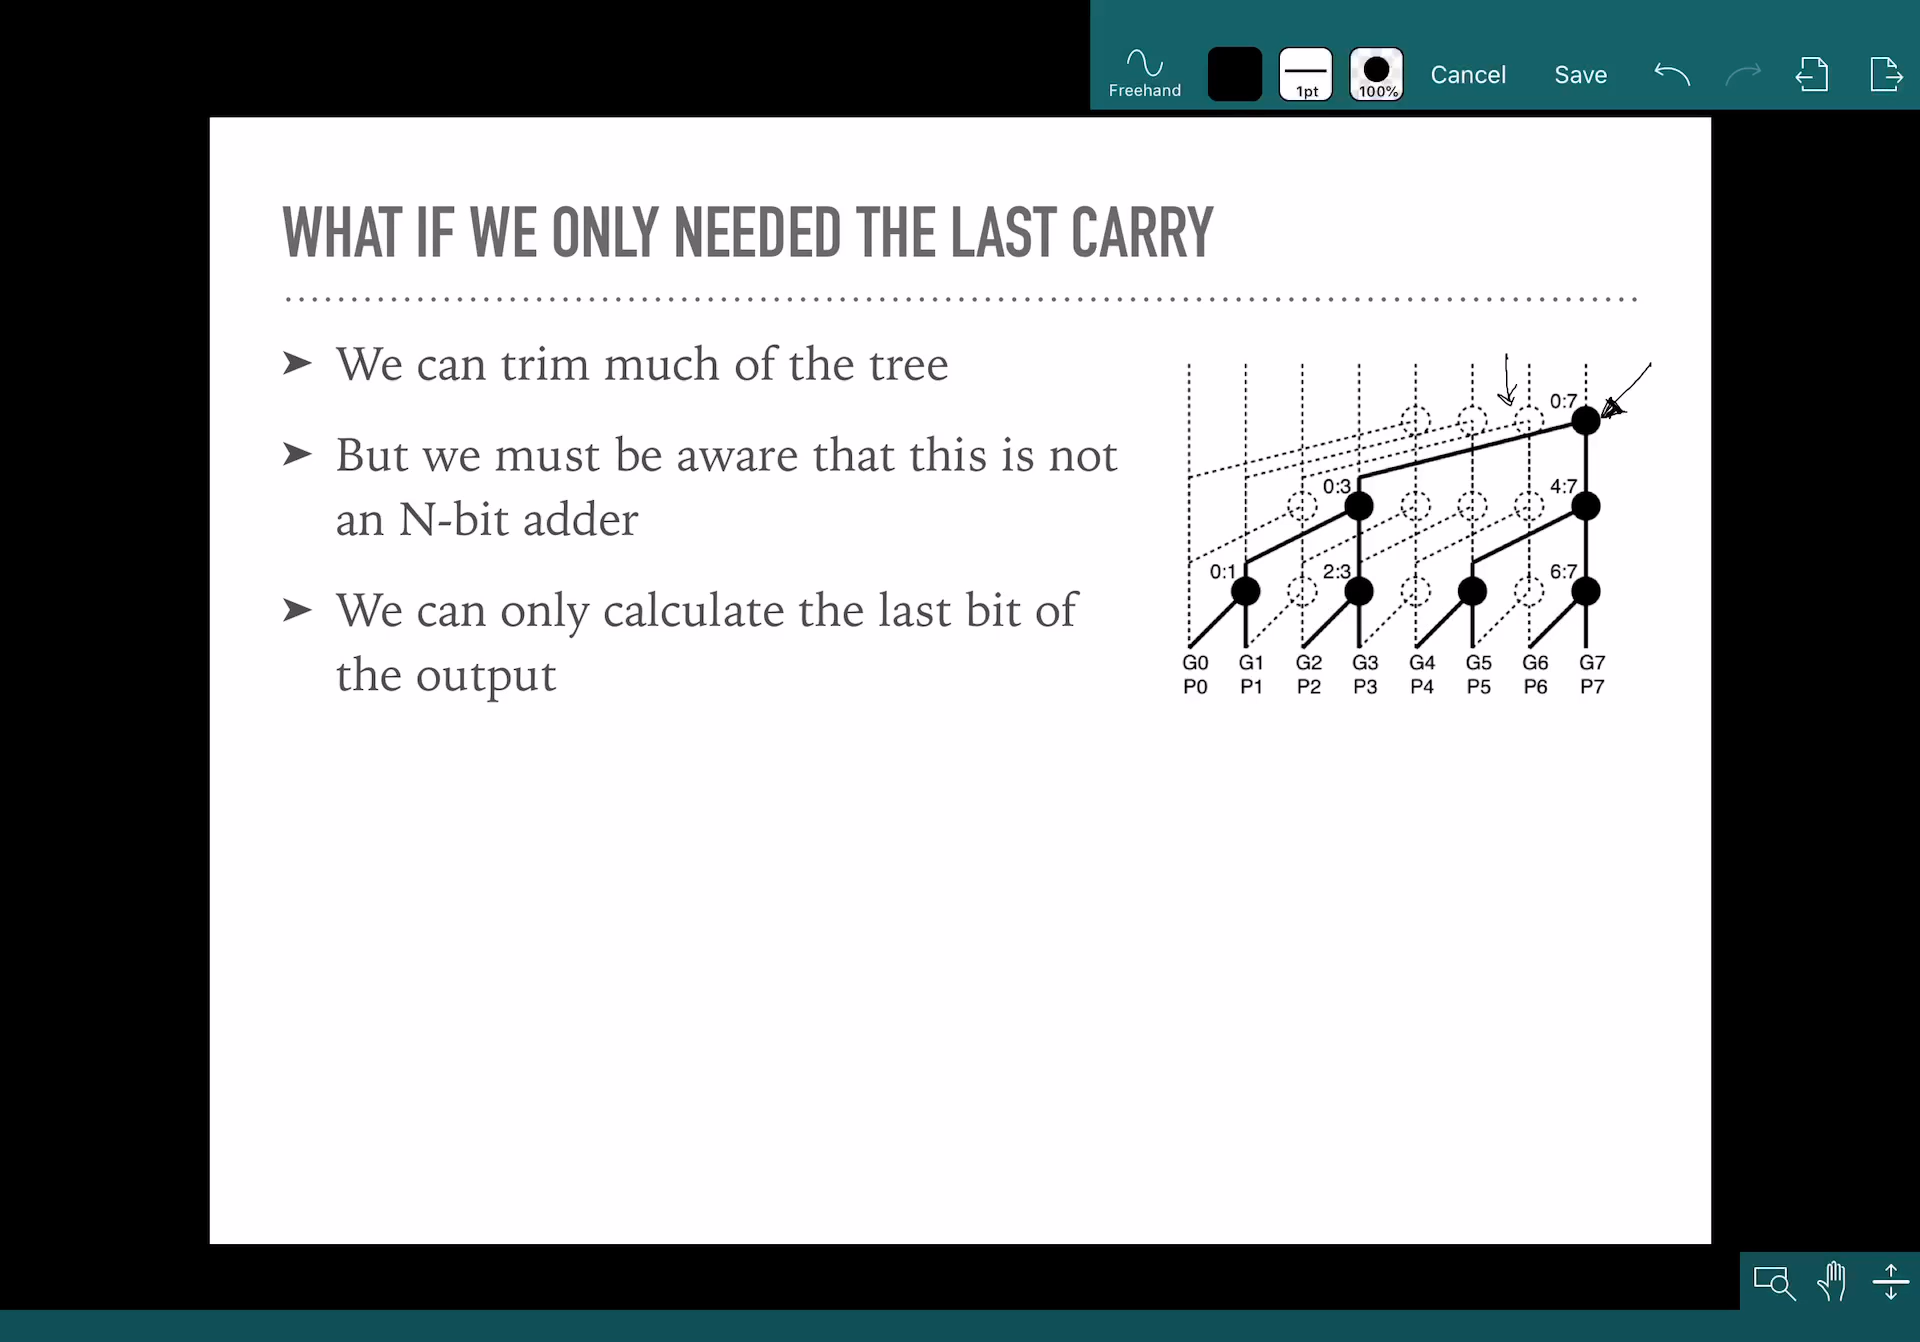 Freehand
1pt
100%
Cancel
Save
WHAT IF WE ONLY NEEDED THE LAST CARRY
➤ We can trim much of the tree
➤ But we must be aware that this is not
an N-bit adder
➤ We can only calculate the last bit of
the output
0:7
0:3 4:7
0:1 2:3 6:7
G0 G1 G2 G3 G4 G5 G6 G7
P0 P1 P2 P3 P4 P5 P6 P7